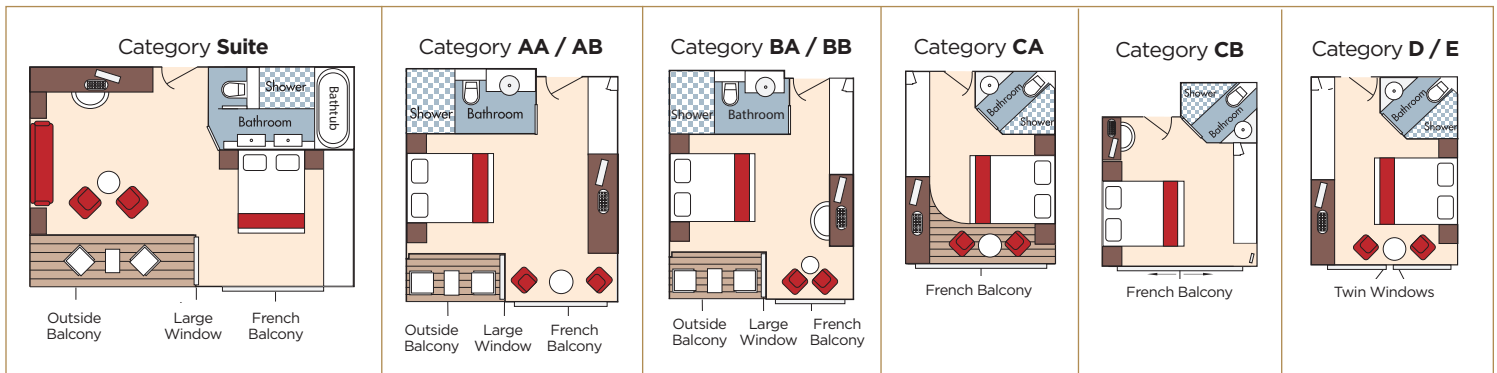 Category Suite
Shower
Bathtub
Bathroom
Outside
Balcony
Large
Window
French
Balcony
Category AA / AB
Shower
Bathroom
Outside
Balcony
Large
Window
French
Balcony
Category BA / BB
Shower
Bathroom
Outside
Balcony
Large
Window
French
Balcony
Category CA
Bathroom
Shower
French Balcony
Category CB
Shower
Bathroom
French Balcony
Category D / E
Bathroom
Shower
Twin Windows